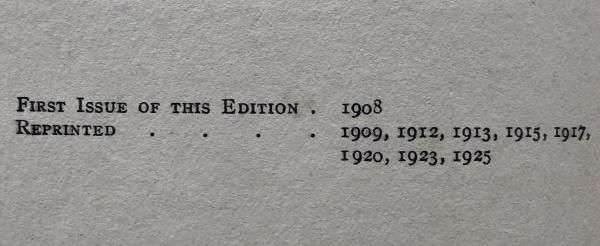 First Issue of this Edition . 1908
Reprinted . . . . 1909, 1912, 1913, 1915, 1917,
1920, 1923, 1925